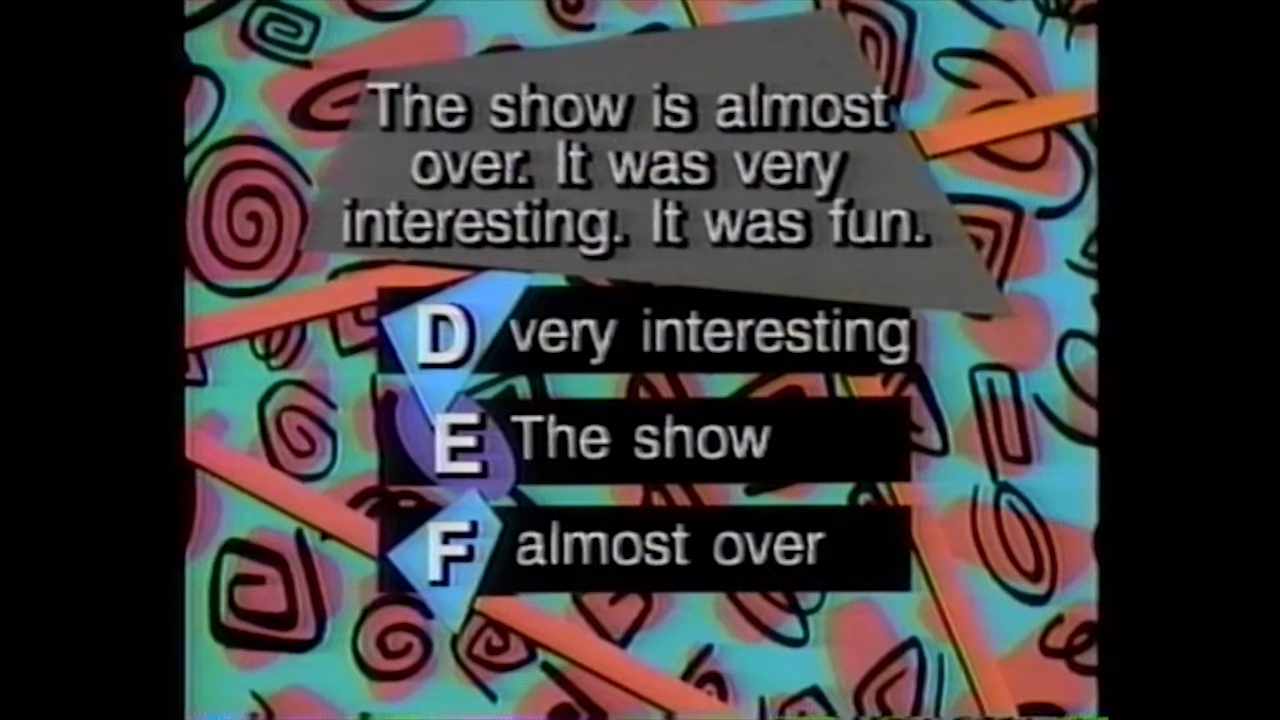 The show is almost
over. It was very
interesting. It was fun.
D very interesting
E The show
F almost over